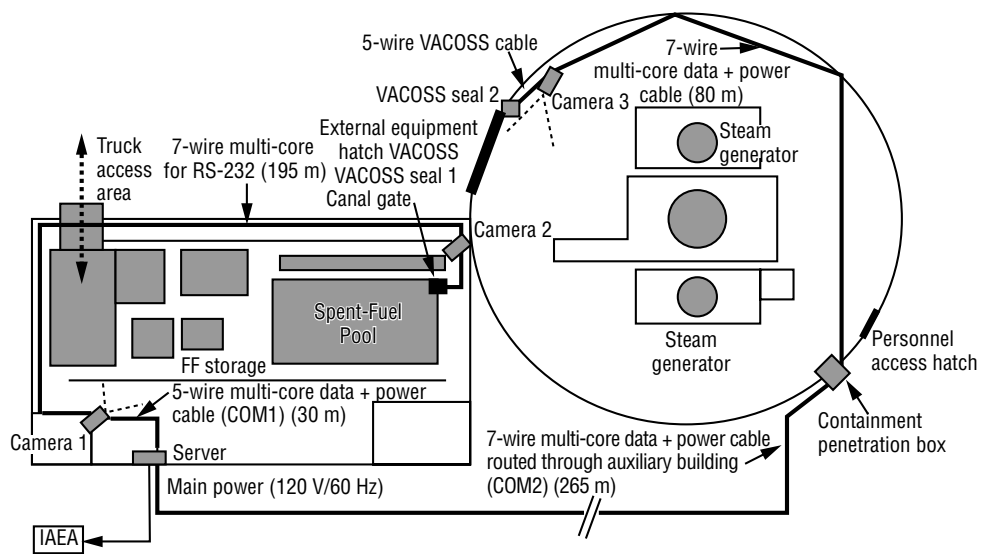 5-wire VACOSS cable
7-wire
multi-core data + power
cable (80 m)
VACOSS seal 2
Camera 3
External equipment
hatch VACOSS
VACOSS seal 1
Canal gate
Truck
access
area
7-wire multi-core
for RS-232 (195 m)
Steam
generator
Camera 2
Spent-Fuel
Pool
FF storage
Steam
generator
Personnel
access hatch
5-wire multi-core data + power
cable (COM1) (30 m)
Camera 1
Server
7-wire multi-core data + power cable
routed through auxiliary building
(COM2) (265 m)
Containment
penetration box
Main power (120 V/60 Hz)
IAEA